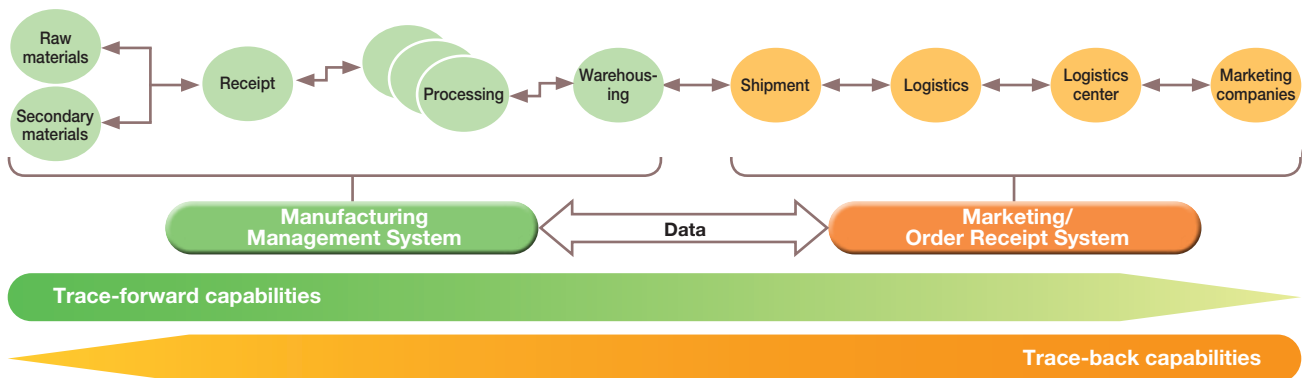 Raw
materials
Secondary
materials
Receipt
Processing
Warehous-
ing
Shipment
Logistics
Logistics
center
Marketing
companies
Manufacturing
Management System
Data
Marketing/
Order Receipt System
Trace-forward capabilities
Trace-back capabilities